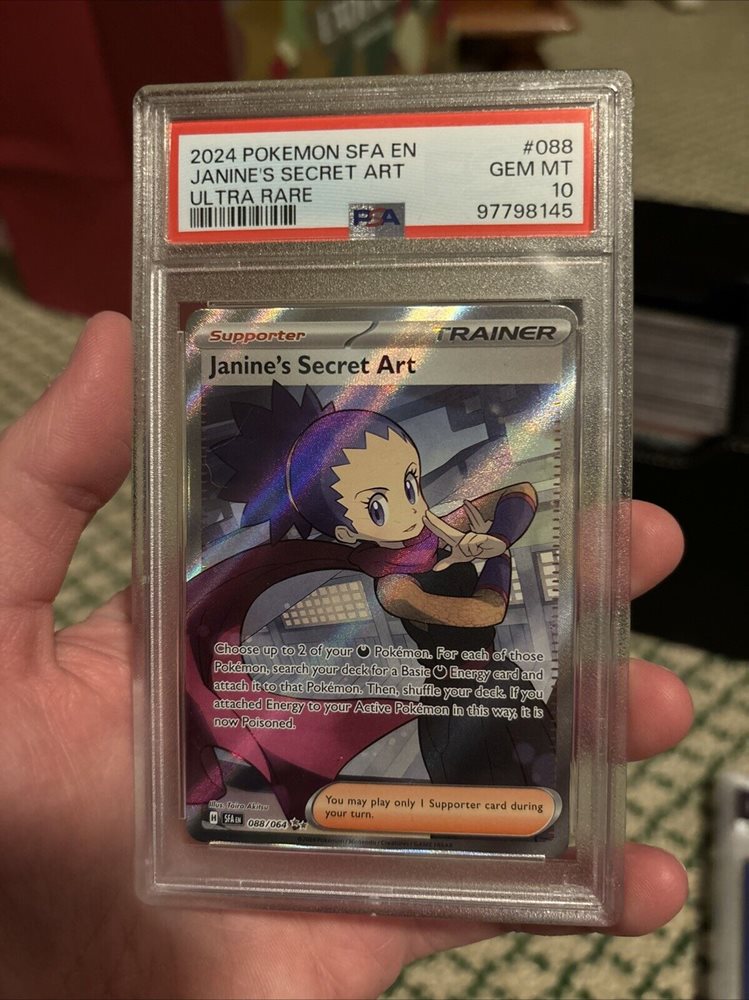 2024 POKEMON SFA EN #088
JANINE'S SECRET ART GEM MT
ULTRA RARE 10
PSA 97798145
Supporter TRAINER
Janine's Secret Art
Choose up to 2 of your Pokémon. For each of those
Pokémon, search your deck for a Basic Energy card and
attach it to that Pokémon. Then, shuffle your deck. If you
attached Energy to your Active Pokémon in this way, it is
now Poisoned.
You may play only 1 Supporter card during
your turn.
Illus. Taira Akitsu
H SFA EN 088/064